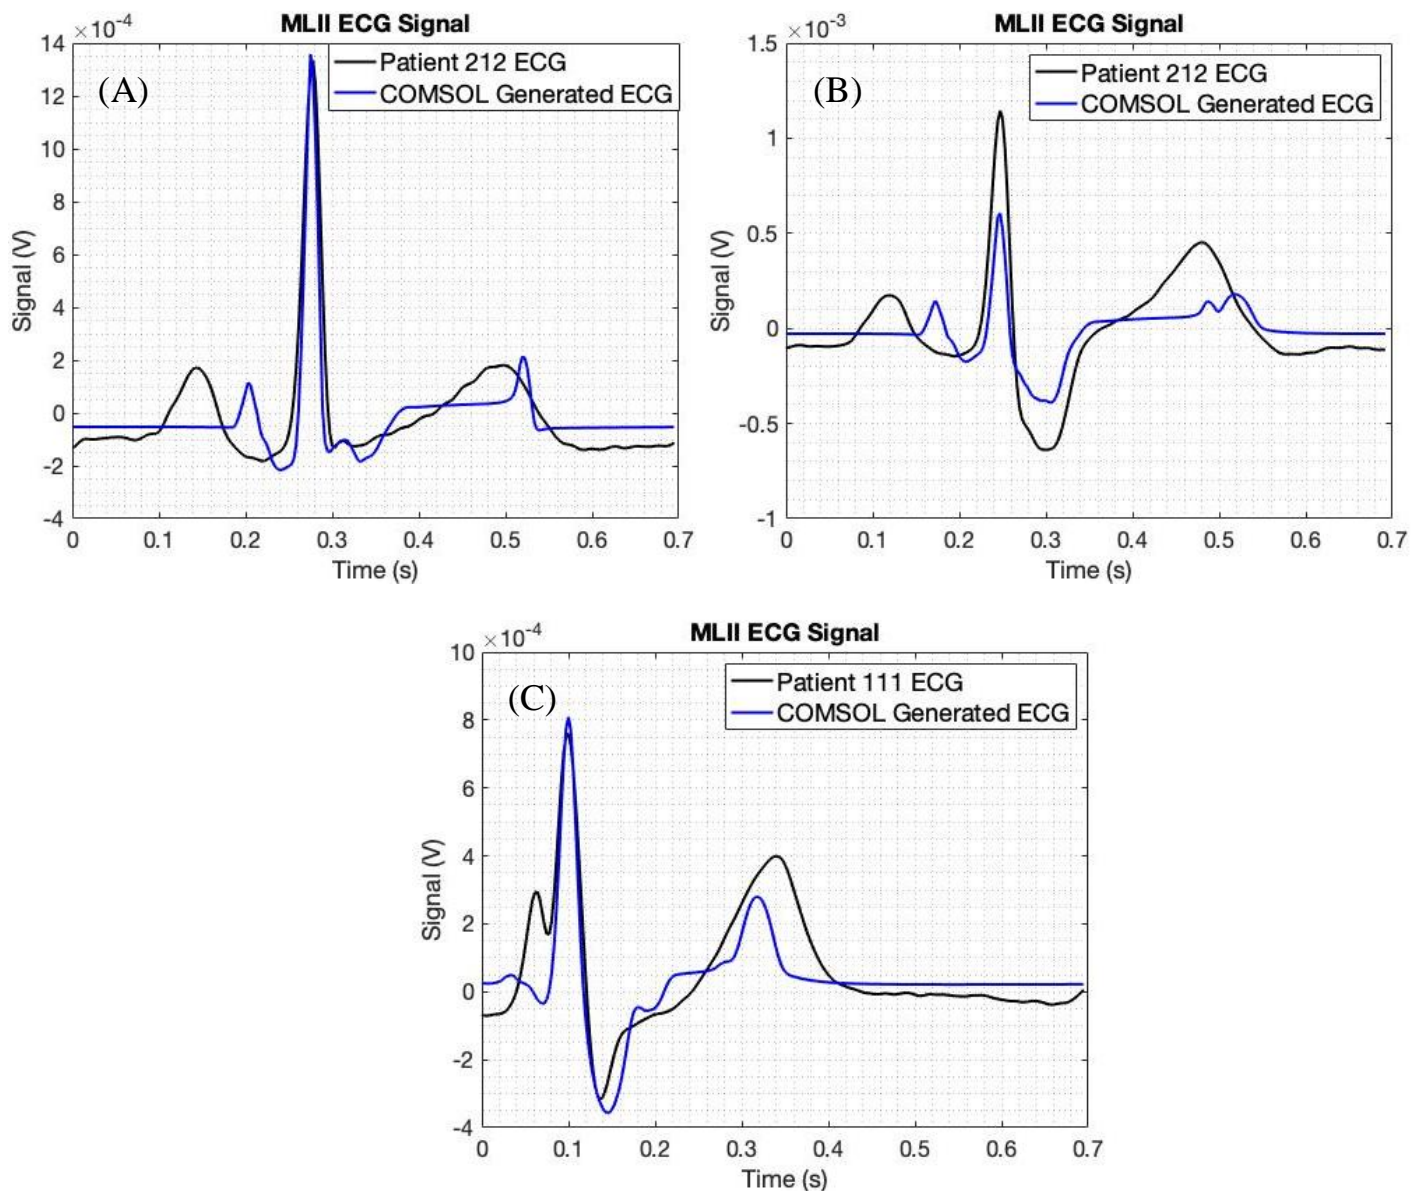 MLII ECG Signal
×10-4
14
12
10
8
6
4
2
0
-2
-4
(A)
Patient 212 ECG
COMSOL Generated ECG
Signal (V)
0 0.1 0.2 0.3 0.4 0.5 0.6 0.7
Time (s)
MLII ECG Signal
×10-3
1.5
1
0.5
0
-0.5
-1
(B)
Patient 212 ECG
COMSOL Generated ECG
Signal (V)
0 0.1 0.2 0.3 0.4 0.5 0.6 0.7
Time (s)
MLII ECG Signal
×10-4
10
8
6
4
2
0
-2
-4
(C)
Patient 111 ECG
COMSOL Generated ECG
Signal (V)
0 0.1 0.2 0.3 0.4 0.5 0.6 0.7
Time (s)